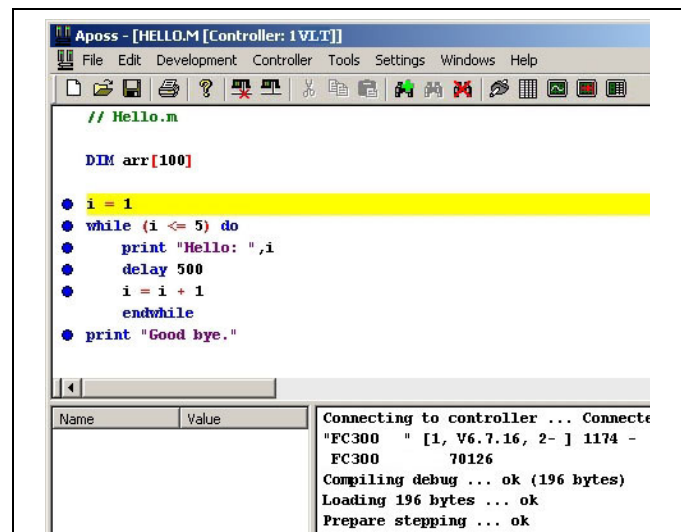 Aposs - [HELLO.M [Controller: 1 VLT]]
File Edit Development Controller Tools Settings Windows Help
// Hello.m
DIM arr[100]
i = 1
while (i <= 5) do
print "Hello: ",i
delay 500
i = i + 1
endwhile
print "Good bye."
Name Value
Connecting to controller ... Connecte
"FC300 " [1, V6.7.16, 2- ] 1174 -
FC300 70126
Compiling debug ... ok (196 bytes)
Loading 196 bytes ... ok
Prepare stepping ... ok